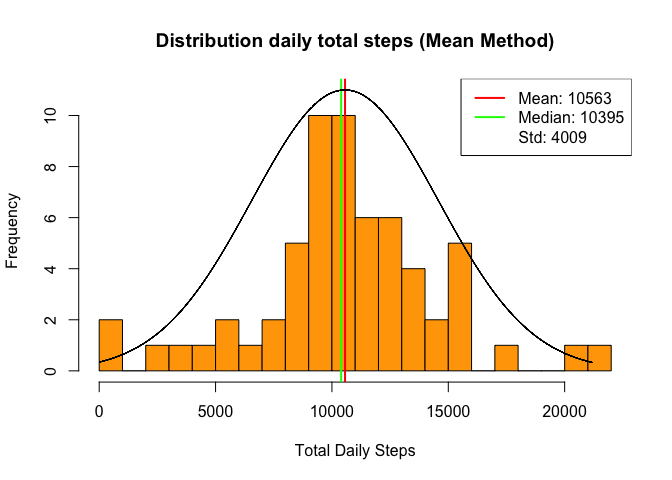 Distribution daily total steps (Mean Method)
Mean: 10563
Median: 10395
Std: 4009
Frequency
10
8
6
4
2
0
0 5000 10000 15000 20000
Total Daily Steps